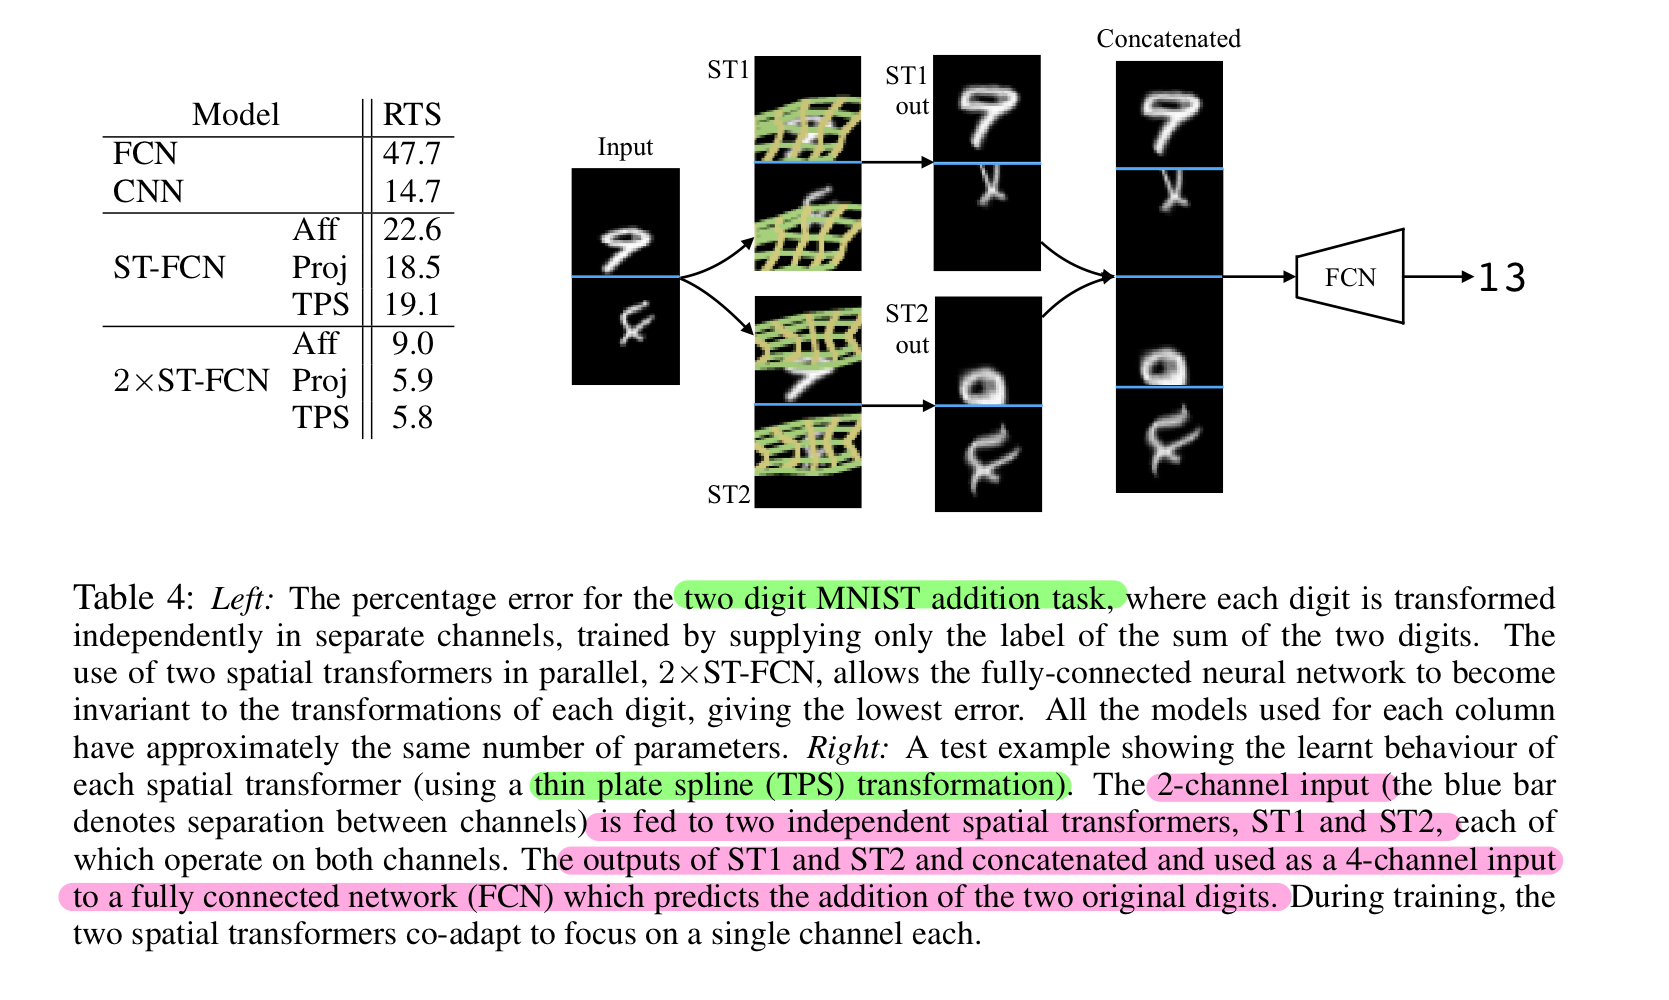 Model RTS
FCN 47.7
CNN 14.7
Aff 22.6
ST-FCN Proj 18.5
TPS 19.1
Aff 9.0
2×ST-FCN Proj 5.9
TPS 5.8
Input
ST1
ST2
ST1
out
ST2
out
Concatenated
FCN
13
Table 4: Left: The percentage error for the two digit MNIST addition task, where each digit is transformed
independently in separate channels, trained by supplying only the label of the sum of the two digits. The
use of two spatial transformers in parallel, 2×ST-FCN, allows the fully-connected neural network to become
invariant to the transformations of each digit, giving the lowest error. All the models used for each column
have approximately the same number of parameters. Right: A test example showing the learnt behaviour of
each spatial transformer (using a thin plate spline (TPS) transformation). The 2-channel input (the blue bar
denotes separation between channels) is fed to two independent spatial transformers, ST1 and ST2, each of
which operate on both channels. The outputs of ST1 and ST2 and concatenated and used as a 4-channel input
to a fully connected network (FCN) which predicts the addition of the two original digits. During training, the
two spatial transformers co-adapt to focus on a single channel each.